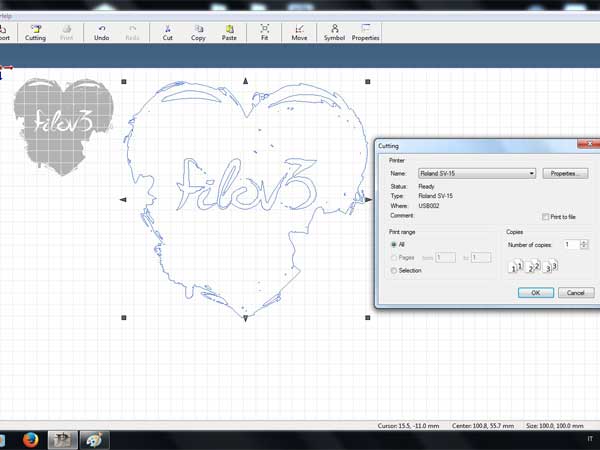 Help
port Cutting Print Undo Redo Cut Copy Paste Fit Move Symbol Properties
filov3
filov3
Cutting
Printer
Name: Roland SV-15 Properties...
Status: Ready
Type: Roland SV-15
Where: USB002
Comment: Print to file
Print range
All
Pages from 1 to 1
Selection
Copies
Number of copies: 1
1 1 2 2 3 3
OK Cancel
Cursor: 15.5, -11.0 mm Center: 100.8, 55.7 mm Size: 100.0, 100.0 mm
IT